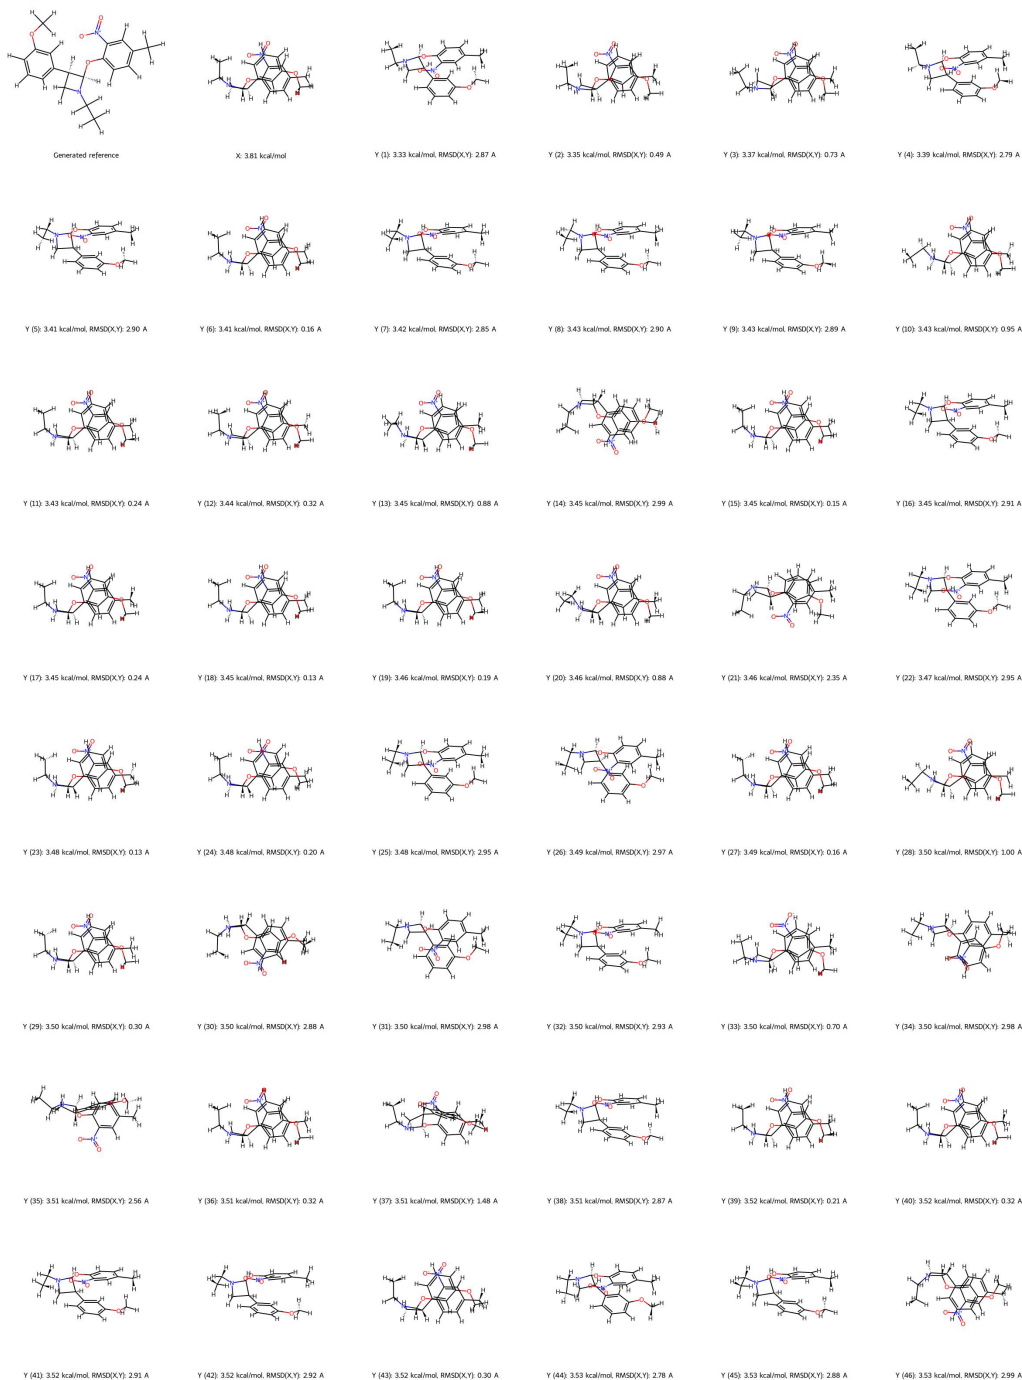 Generated reference
X: 3.81 kcal/mol
Y (1): 3.33 kcal/mol, RMSD(X,Y): 2.87 A
Y (2): 3.35 kcal/mol, RMSD(X,Y): 0.49 A
Y (3): 3.37 kcal/mol, RMSD(X,Y): 0.73 A
Y (4): 3.39 kcal/mol, RMSD(X,Y): 2.79 A
Y (5): 3.41 kcal/mol, RMSD(X,Y): 2.90 A
Y (6): 3.41 kcal/mol, RMSD(X,Y): 0.16 A
Y (7): 3.42 kcal/mol, RMSD(X,Y): 2.85 A
Y (8): 3.43 kcal/mol, RMSD(X,Y): 2.90 A
Y (9): 3.43 kcal/mol, RMSD(X,Y): 2.89 A
Y (10): 3.43 kcal/mol, RMSD(X,Y): 0.95 A
Y (11): 3.43 kcal/mol, RMSD(X,Y): 0.24 A
Y (12): 3.44 kcal/mol, RMSD(X,Y): 0.32 A
Y (13): 3.45 kcal/mol, RMSD(X,Y): 0.88 A
Y (14): 3.45 kcal/mol, RMSD(X,Y): 2.99 A
Y (15): 3.45 kcal/mol, RMSD(X,Y): 0.15 A
Y (16): 3.45 kcal/mol, RMSD(X,Y): 2.91 A
Y (17): 3.45 kcal/mol, RMSD(X,Y): 0.24 A
Y (18): 3.45 kcal/mol, RMSD(X,Y): 0.13 A
Y (19): 3.46 kcal/mol, RMSD(X,Y): 0.19 A
Y (20): 3.46 kcal/mol, RMSD(X,Y): 0.88 A
Y (21): 3.46 kcal/mol, RMSD(X,Y): 2.35 A
Y (22): 3.47 kcal/mol, RMSD(X,Y): 2.95 A
Y (23): 3.48 kcal/mol, RMSD(X,Y): 0.13 A
Y (24): 3.48 kcal/mol, RMSD(X,Y): 0.20 A
Y (25): 3.48 kcal/mol, RMSD(X,Y): 2.95 A
Y (26): 3.49 kcal/mol, RMSD(X,Y): 2.97 A
Y (27): 3.49 kcal/mol, RMSD(X,Y): 0.16 A
Y (28): 3.50 kcal/mol, RMSD(X,Y): 1.00 A
Y (29): 3.50 kcal/mol, RMSD(X,Y): 0.30 A
Y (30): 3.50 kcal/mol, RMSD(X,Y): 2.88 A
Y (31): 3.50 kcal/mol, RMSD(X,Y): 2.98 A
Y (32): 3.50 kcal/mol, RMSD(X,Y): 2.93 A
Y (33): 3.50 kcal/mol, RMSD(X,Y): 0.70 A
Y (34): 3.50 kcal/mol, RMSD(X,Y): 2.98 A
Y (35): 3.51 kcal/mol, RMSD(X,Y): 2.56 A
Y (36): 3.51 kcal/mol, RMSD(X,Y): 0.32 A
Y (37): 3.51 kcal/mol, RMSD(X,Y): 1.48 A
Y (38): 3.51 kcal/mol, RMSD(X,Y): 2.87 A
Y (39): 3.52 kcal/mol, RMSD(X,Y): 0.21 A
Y (40): 3.52 kcal/mol, RMSD(X,Y): 0.32 A
Y (41): 3.52 kcal/mol, RMSD(X,Y): 2.91 A
Y (42): 3.52 kcal/mol, RMSD(X,Y): 2.92 A
Y (43): 3.52 kcal/mol, RMSD(X,Y): 0.30 A
Y (44): 3.53 kcal/mol, RMSD(X,Y): 2.78 A
Y (45): 3.53 kcal/mol, RMSD(X,Y): 2.88 A
Y (46): 3.53 kcal/mol, RMSD(X,Y): 2.99 A